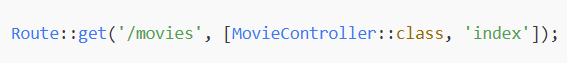 Route::get('/movies', [MovieController::class, 'index']);